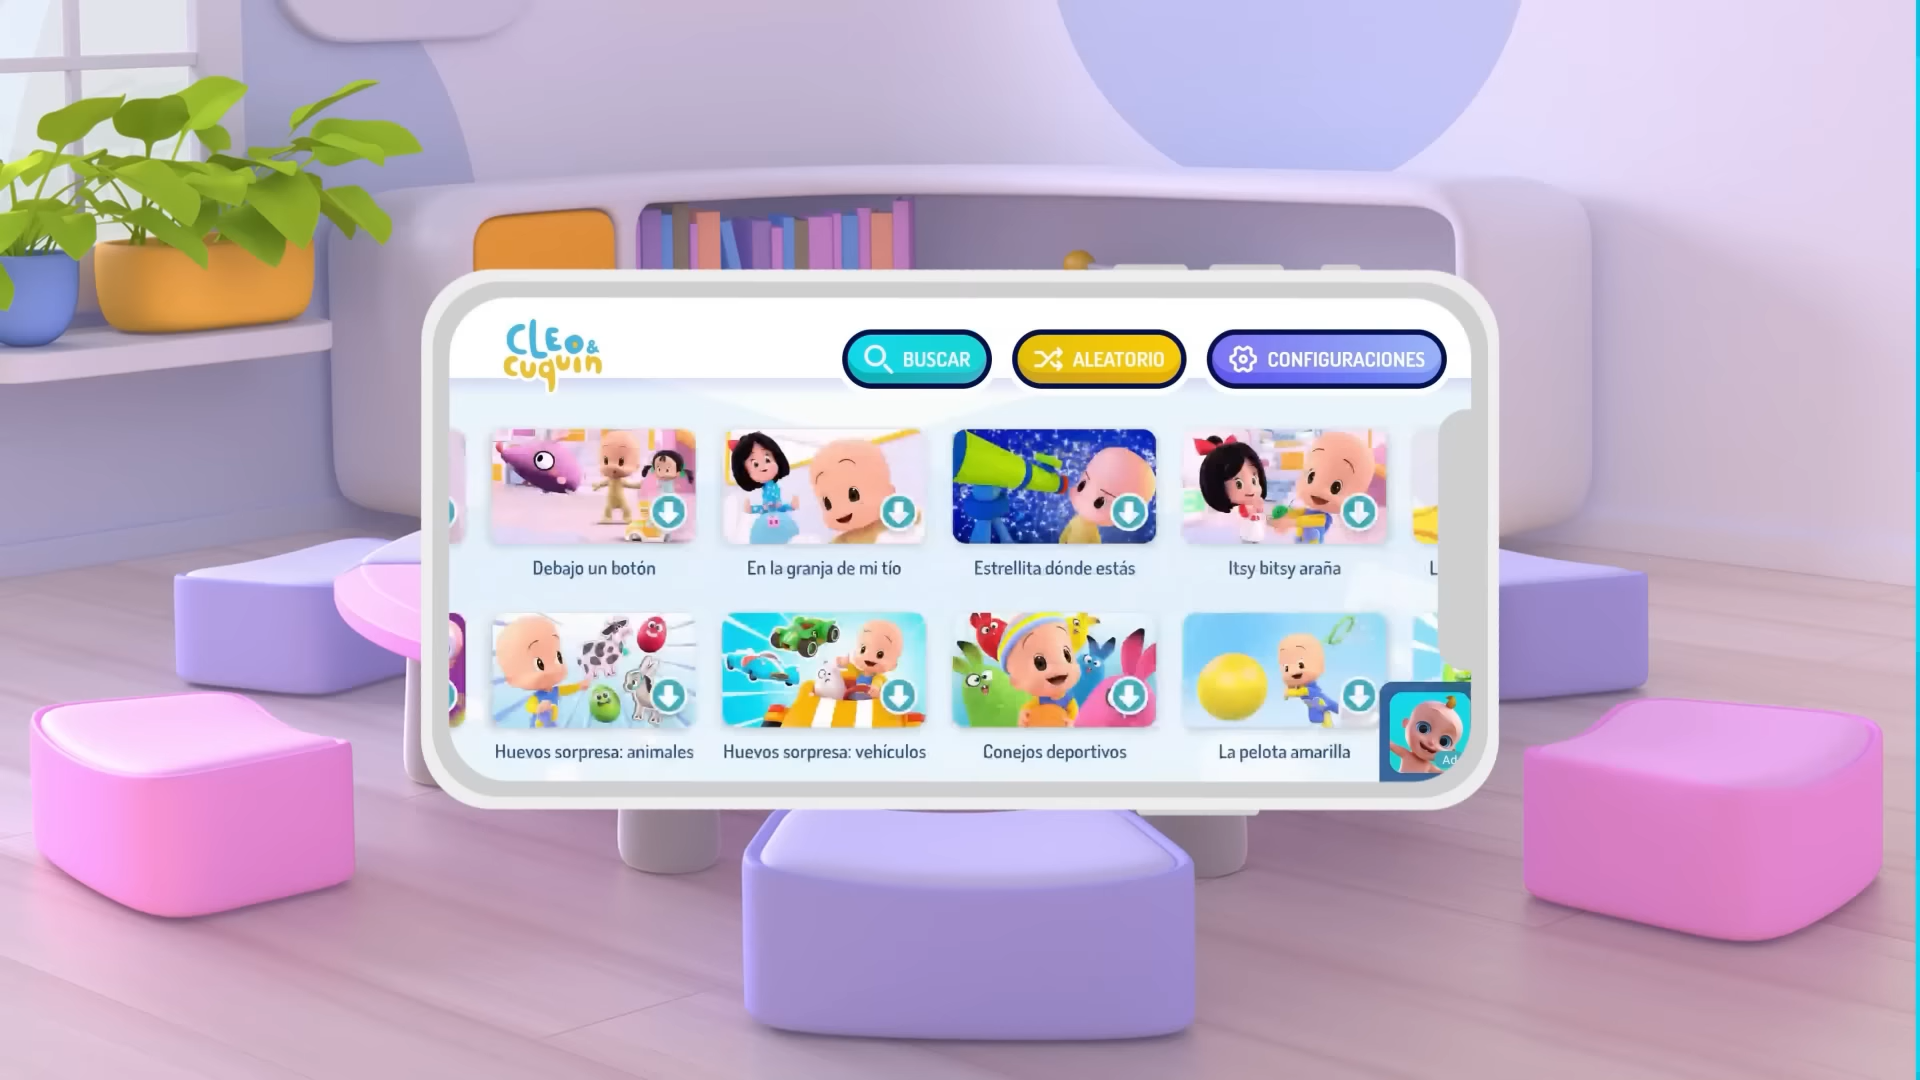 CLEO &
CUQUIN
BUSCAR
ALEATORIO
CONFIGURACIONES
Debajo un botón
En la granja de mi tío
Estrellita dónde estás
Itsy bitsy araña
L
Huevos sorpresa: animales
Huevos sorpresa: vehículos
Conejos deportivos
La pelota amarilla
Ad